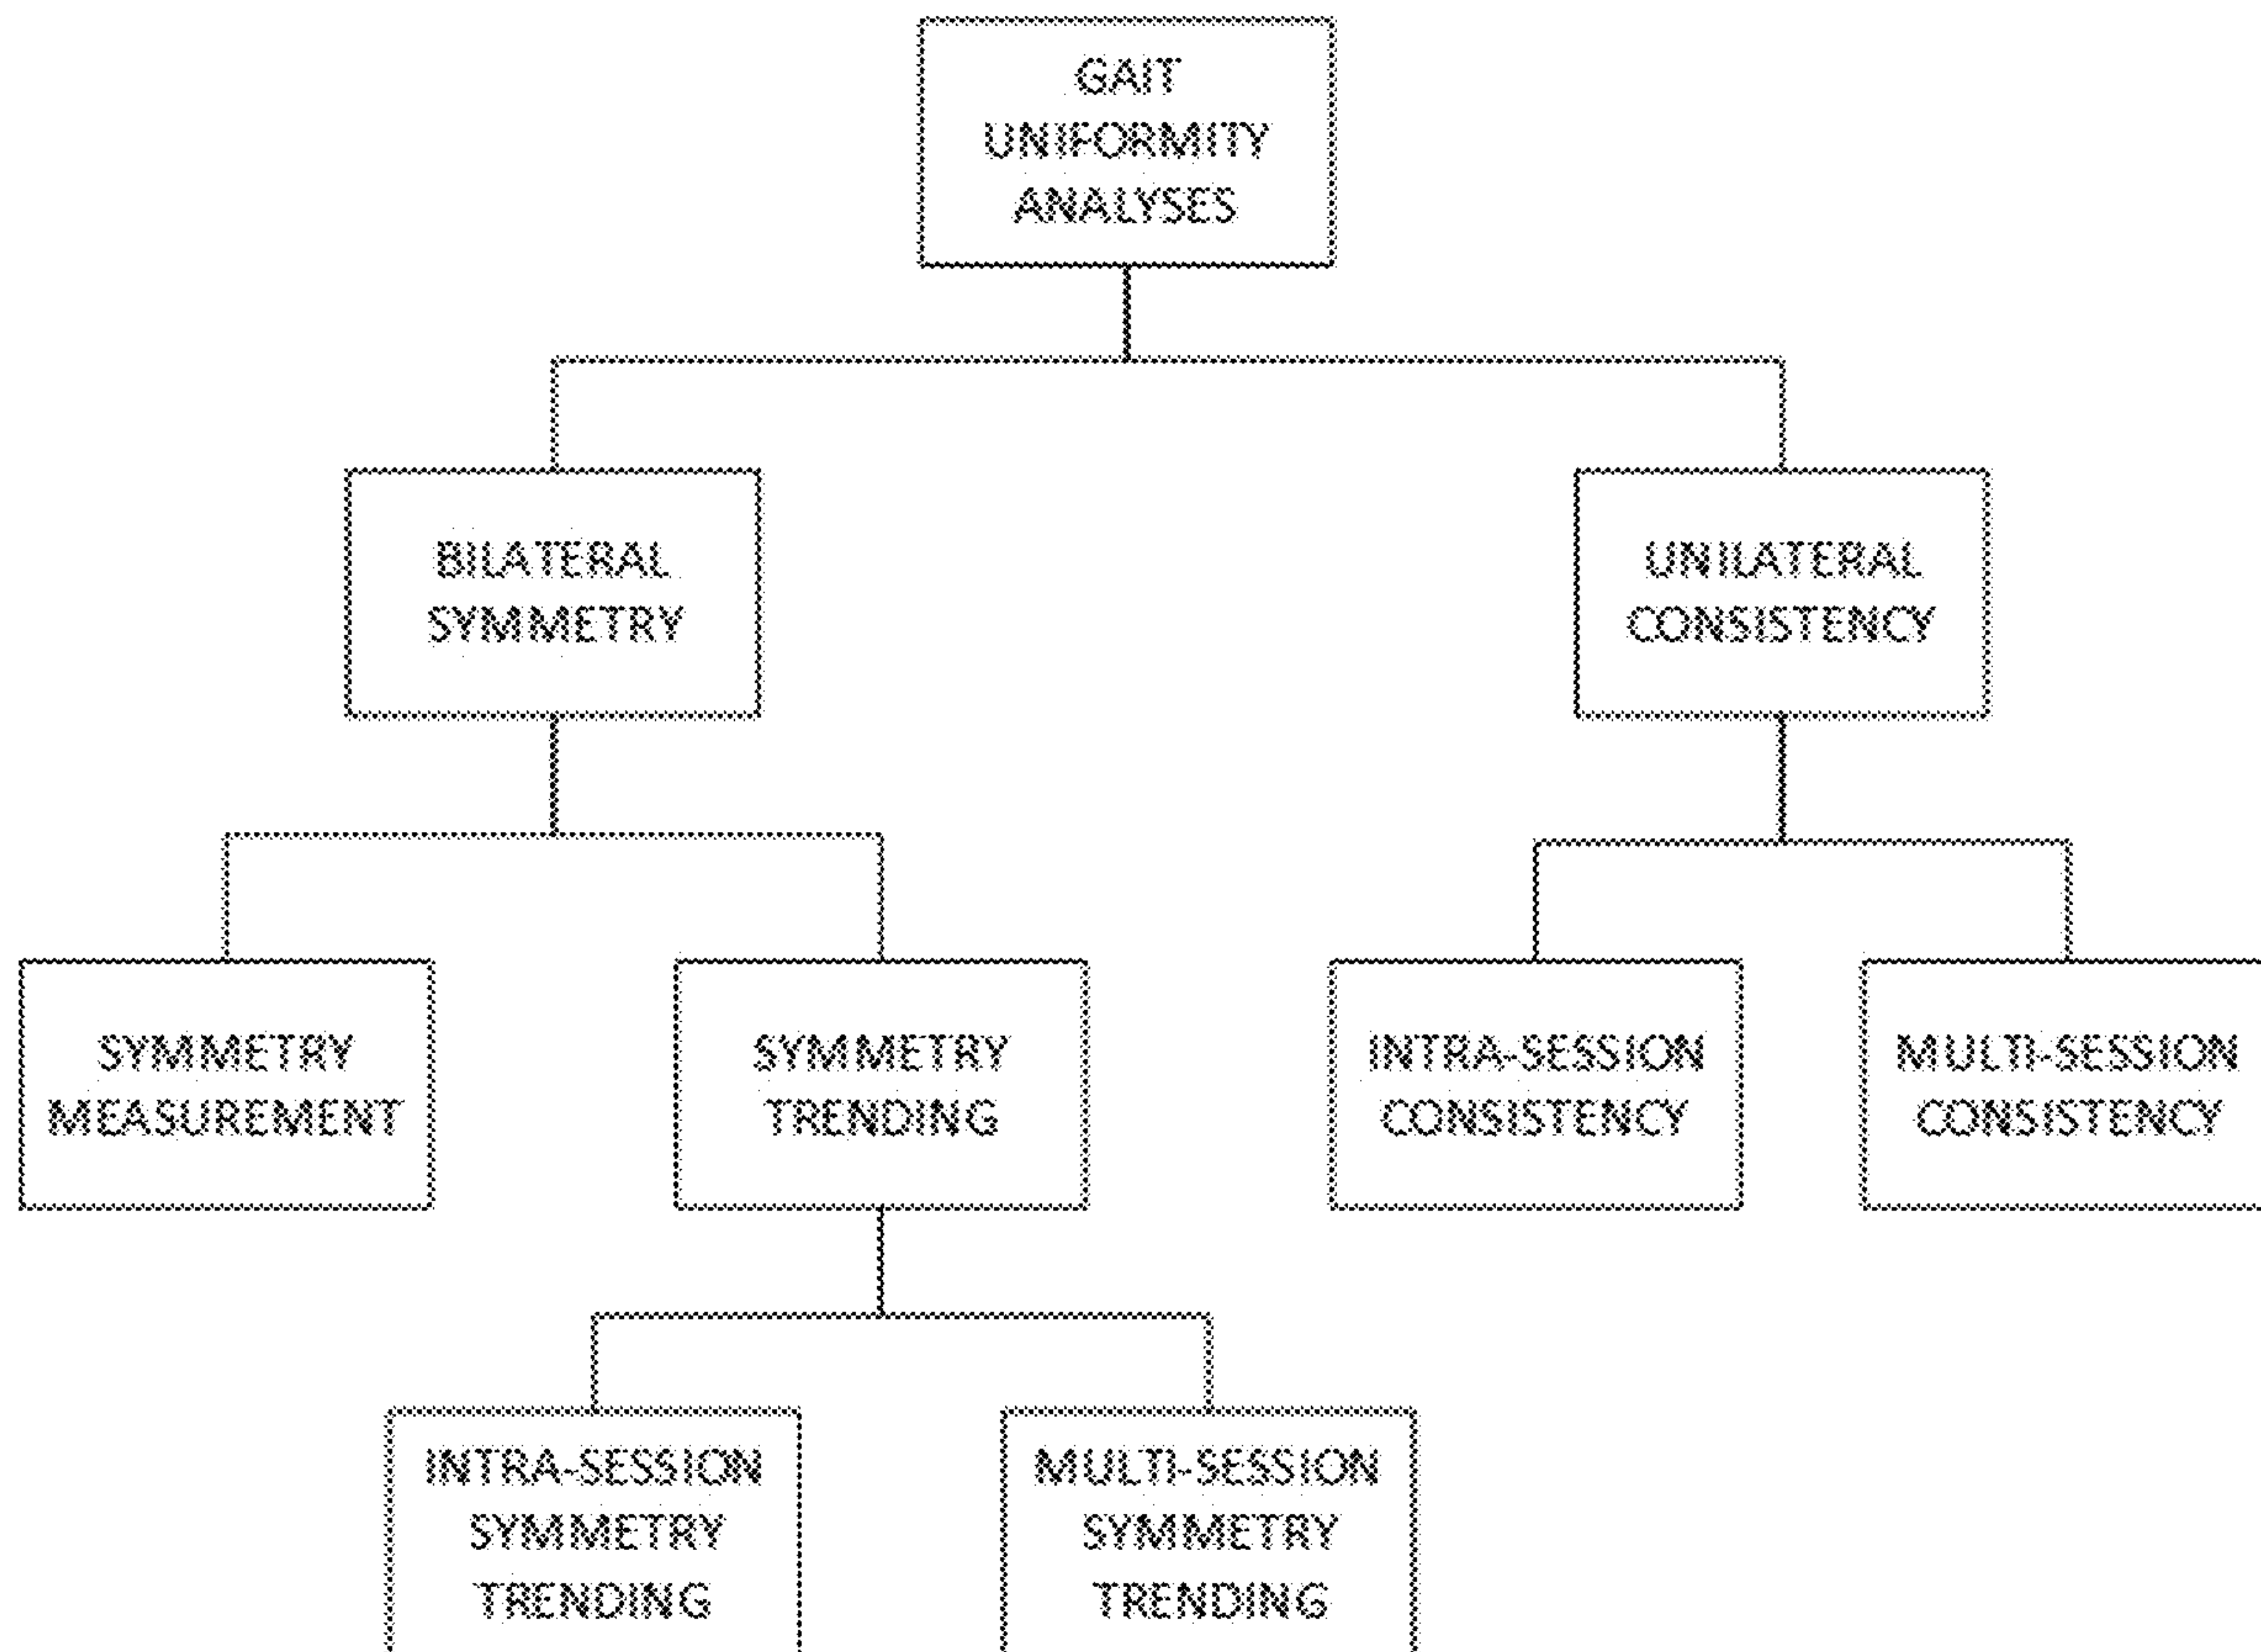 GAIT
UNIFORMITY
ANALYSES
BILATERAL
SYMMETRY
UNILATERAL
CONSISTENCY
SYMMETRY
MEASUREMENT
SYMMETRY
TRENDING
INTRA-SESSION
CONSISTENCY
MULTI-SESSION
CONSISTENCY
INTRA-SESSION
SYMMETRY
TRENDING
MULTI-SESSION
SYMMETRY
TRENDING